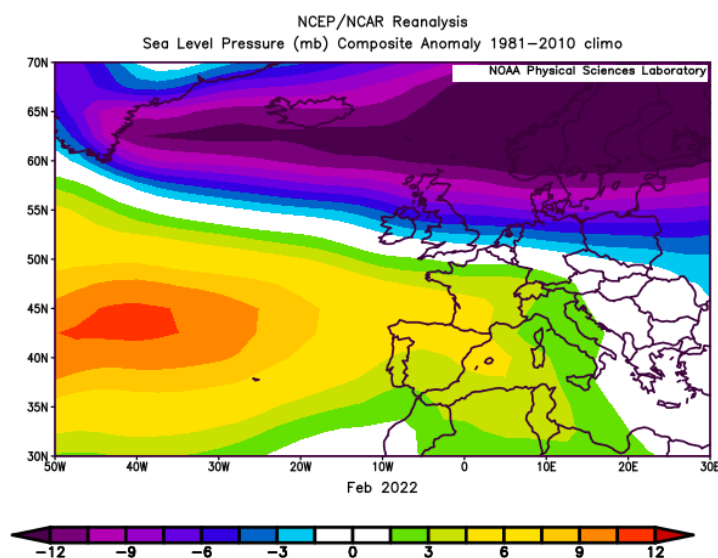 NCEP/NCAR Reanalysis
Sea Level Pressure (mb) Composite Anomaly 1981−2010 climo
NOAA Physical Sciences Laboratory
70N
65N
60N
55N
50N
45N
40N
35N
30N
50W 40W 30W 20W 10W 0 10E 20E 30E
Feb 2022
−12 −9 −6 −3 0 3 6 9 12